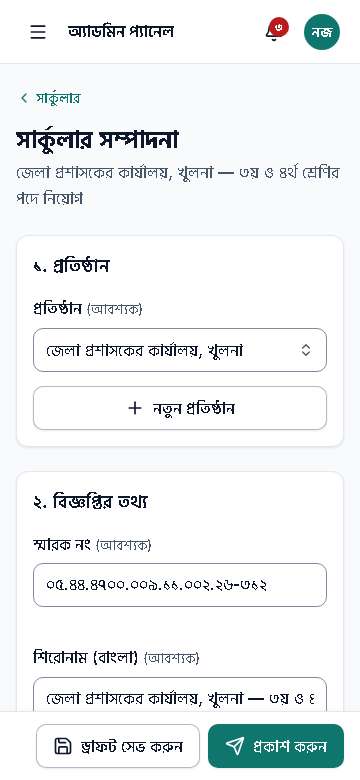 অ্যাডমিন প্যানেল
৩
নজ
সার্কুলার
সার্কুলার সম্পাদনা
জেলা প্রশাসকের কার্যালয়, খুলনা — ৩য় ও ৪র্থ শ্রেণির
পদে নিয়োগ
১. প্রতিষ্ঠান
প্রতিষ্ঠান (আবশ্যক)
জেলা প্রশাসকের কার্যালয়, খুলনা
নতুন প্রতিষ্ঠান
২. বিজ্ঞপ্তির তথ্য
স্মারক নং (আবশ্যক)
০৫.৪৪.৪৭০০.০০৯.১১.০০২.২৬-৩১২
শিরোনাম (বাংলা) (আবশ্যক)
জেলা প্রশাসকের কার্যালয়, খুলনা — ৩য় ও ৪
ড্রাফট সেভ করুন
প্রকাশ করুন